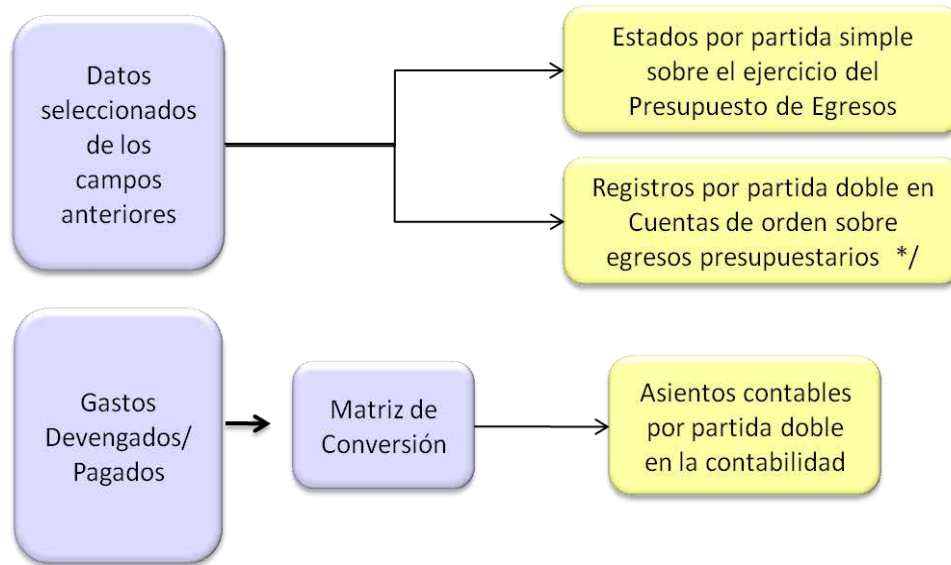 Datos
seleccionados
de los
campos
anteriores
Estados por partida simple
sobre el ejercicio del
Presupuesto de Egresos
Registros por partida doble en
Cuentas de orden sobre
egresos presupuestarios */
Gastos
Devengados/
Pagados
Matriz de
Conversión
Asientos contables
por partida doble
en la contabilidad